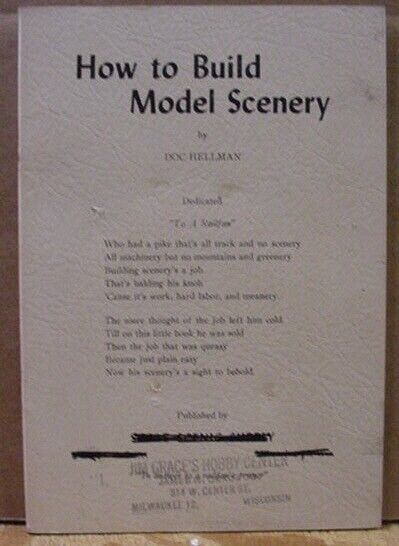 How to Build
Model Scenery
by
DOC HELLMAN
Dedicated
"To A Railfan"
Who had a pike that's all track and no scenery
All machinery but no mountains and greenery
Building scenery's a job
That's balding his knob
'Cause it's work, hard labor, and meanery.
The mere thought of the job left him cold
Till on this little book he was sold
Then the job that was queasy
Became just plain easy
Now his scenery's a sight to behold.
Published by
SCENIC SUPPLY
JIM GRACE'S HOBBY CENTER
914 W. CENTER ST.
MILWAUKEE 12, WISCONSIN